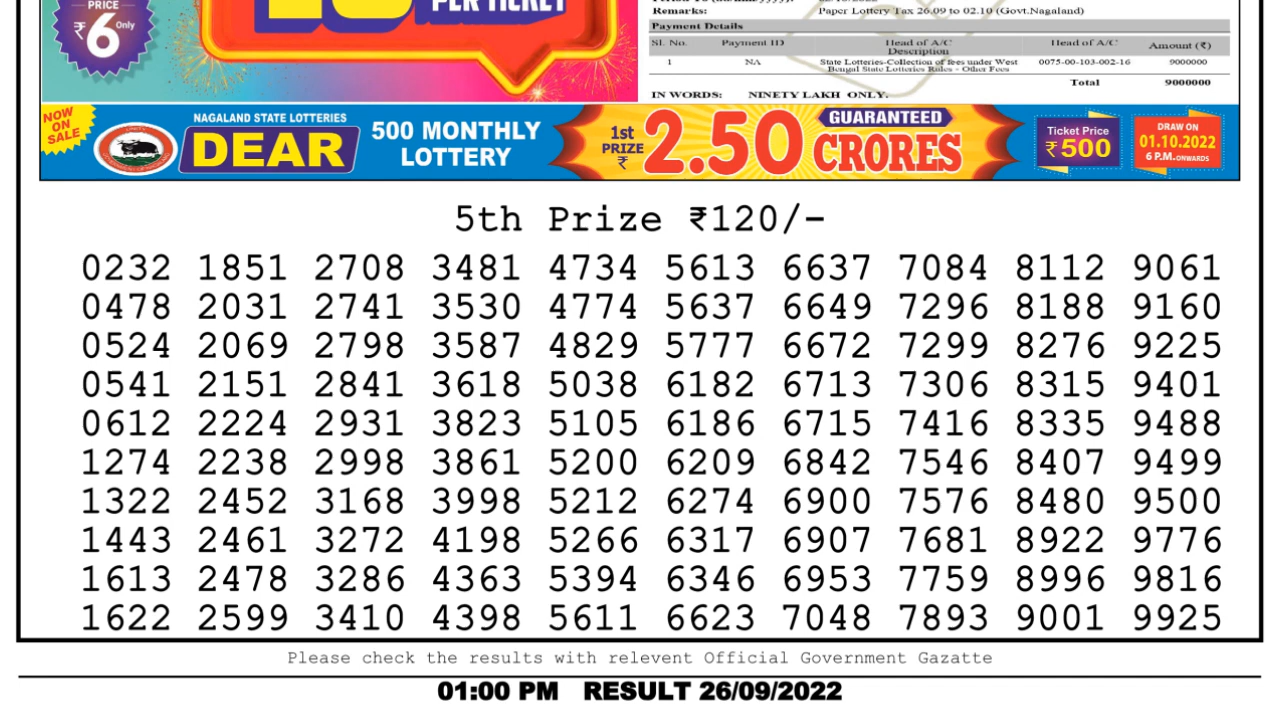 PRICE
₹6 Only
PER TICKET
Remarks: Paper Lottery Tax 26.09 to 02.10 (Govt.Nagaland)
Payment Details
Sl. No. Payment ID Head of A/C Description Head of A/C Amount (₹)
1 NA State Lotteries-Collection of fees under West Bengal State Lotteries Rules - Other Fees 0075-00-103-002-16 9000000
Total 9000000
IN WORDS: NINETY LAKH ONLY.
NOW ON SALE
NAGALAND STATE LOTTERIES
DEAR
500 MONTHLY
LOTTERY
1st PRIZE ₹ 2.50 CRORES
GUARANTEED
Ticket Price
₹500
DRAW ON
01.10.2022
6 P.M. ONWARDS
5th Prize ₹120/-
0232 1851 2708 3481 4734 5613 6637 7084 8112 9061
0478 2031 2741 3530 4774 5637 6649 7296 8188 9160
0524 2069 2798 3587 4829 5777 6672 7299 8276 9225
0541 2151 2841 3618 5038 6182 6713 7306 8315 9401
0612 2224 2931 3823 5105 6186 6715 7416 8335 9488
1274 2238 2998 3861 5200 6209 6842 7546 8407 9499
1322 2452 3168 3998 5212 6274 6900 7576 8480 9500
1443 2461 3272 4198 5266 6317 6907 7681 8922 9776
1613 2478 3286 4363 5394 6346 6953 7759 8996 9816
1622 2599 3410 4398 5611 6623 7048 7893 9001 9925
Please check the results with relevent Official Government Gazatte
01:00 PM RESULT 26/09/2022